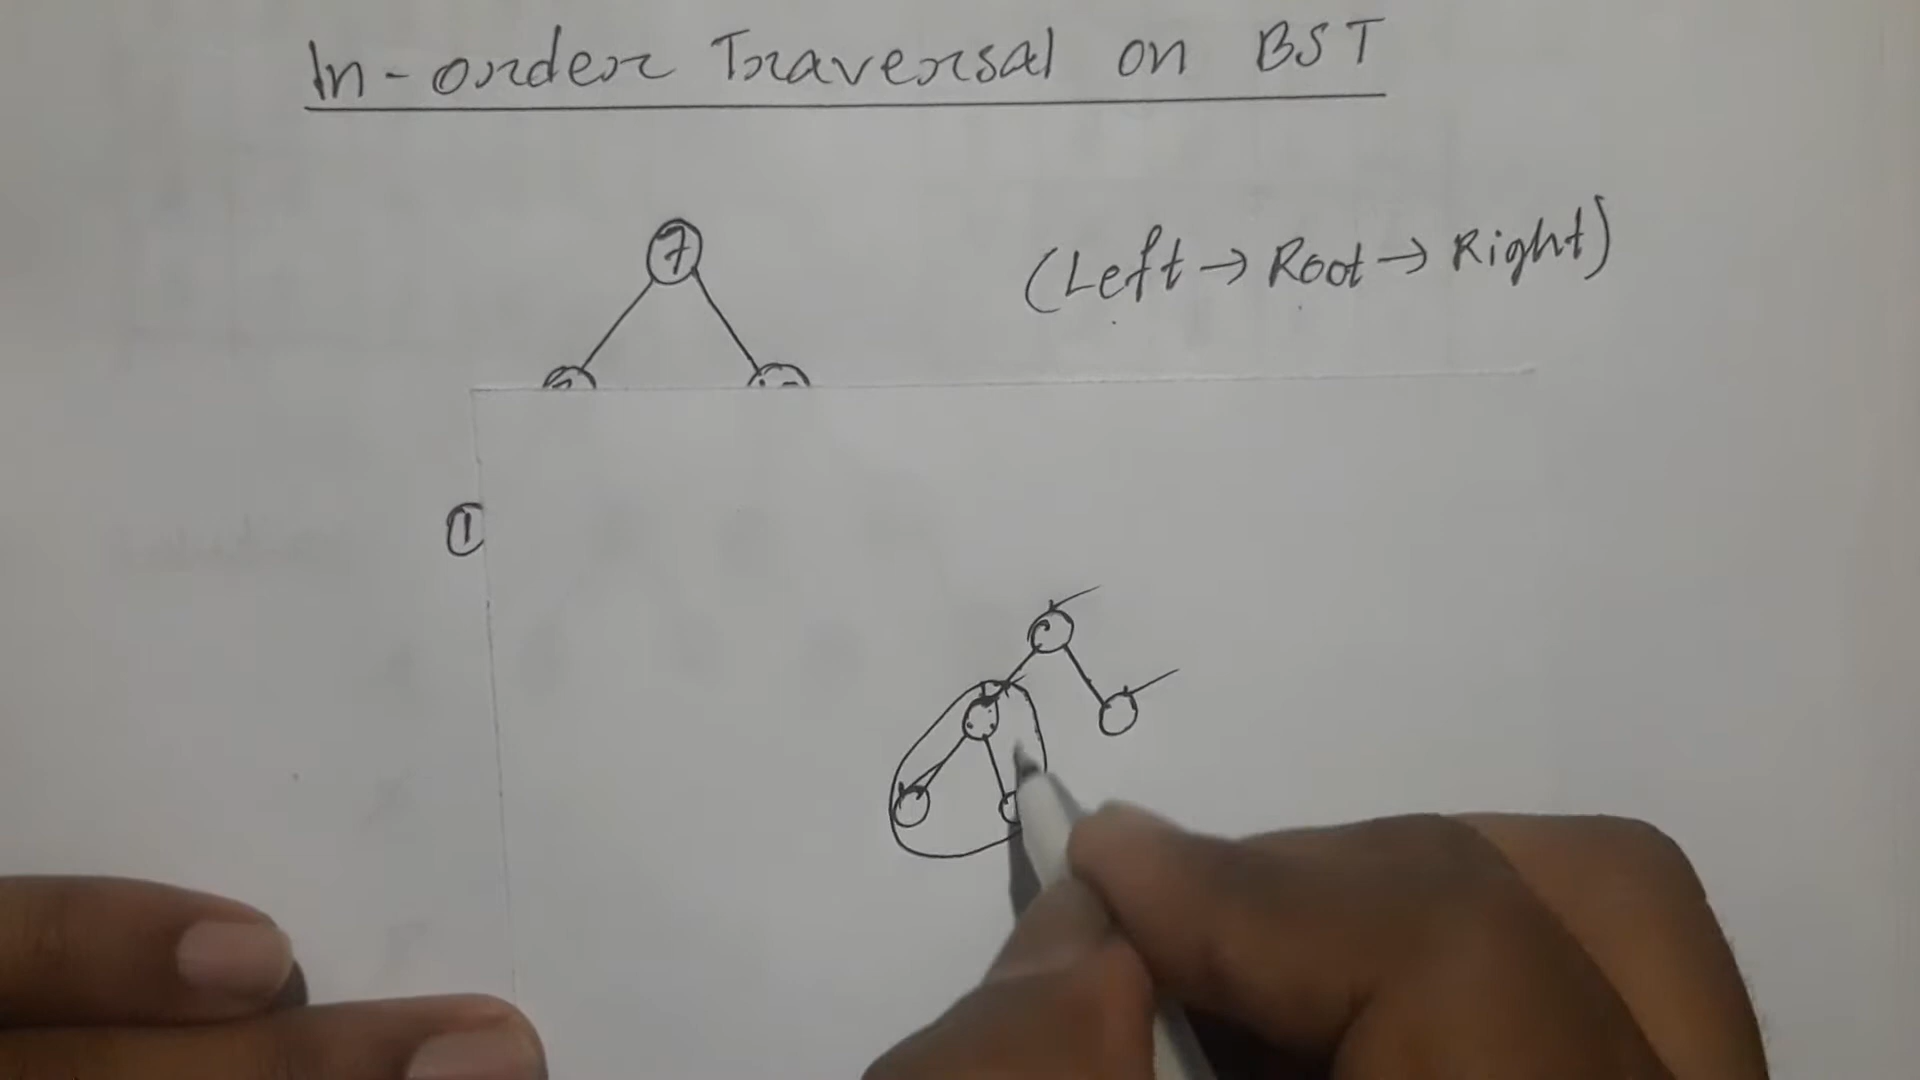 In-order Traversal on BST
7
(Left → Root → Right)
①